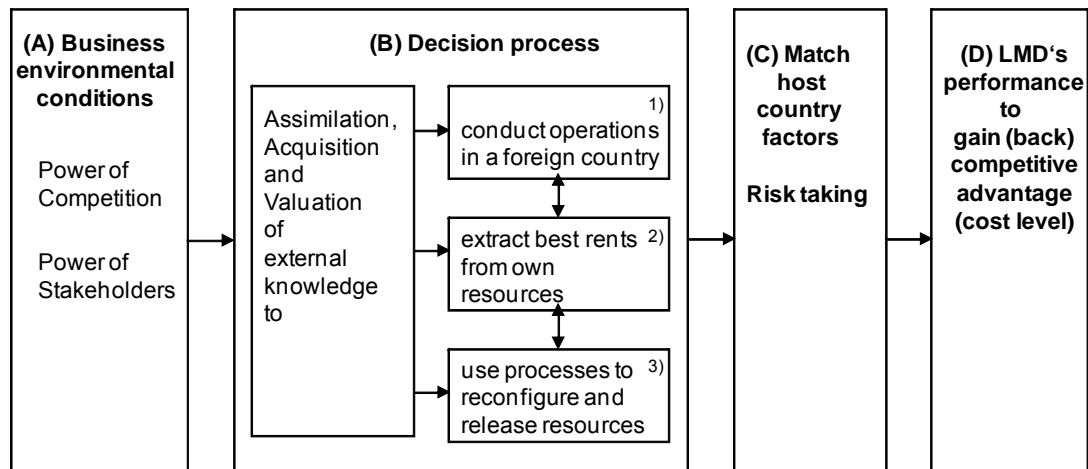 (A) Business
environmental
conditions
Power of
Competition
Power of
Stakeholders
(B) Decision process
Assimilation,
Acquisition
and
Valuation
of
external
knowledge to
1)
conduct operations
in a foreign country
extract best rents 2)
from own
resources
use processes to 3)
reconfigure and
release resources
(C) Match
host
country
factors
Risk taking
(D) LMD‘s
performance
to
gain (back)
competitive
advantage
(cost level)